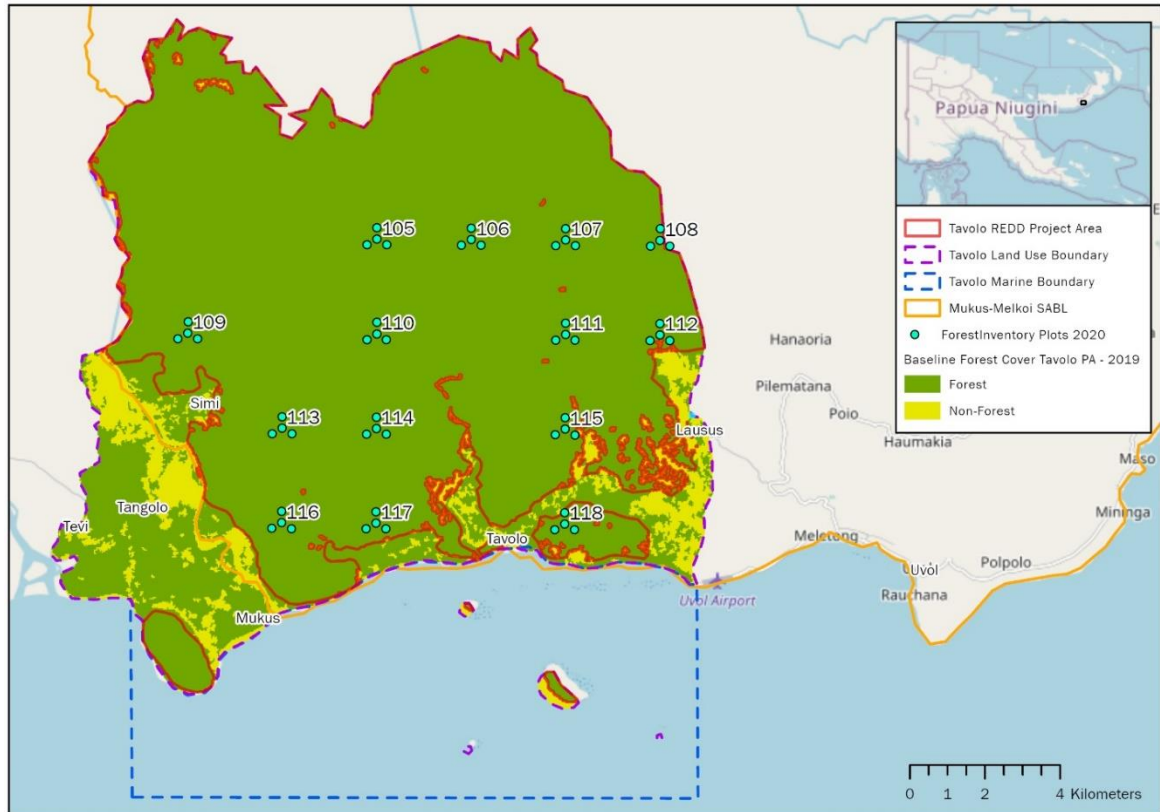 Papua Niugini
Tavolo REDD Project Area
Tavolo Land Use Boundary
Tavolo Marine Boundary
Mukus-Melkoi SABL
ForestInventory Plots 2020
Baseline Forest Cover Tavolo PA - 2019
Forest
Non-Forest
105
106
107
108
109
110
111
112
Hanaoria
Pilematana
Simi
Poio
113
114
115
Lausus
Haumakia
Maso
Tangolo
116
117
118
Mininga
Tevi
Tavolo
Meletong
Polpolo
Uvol
Mukus
Uvol Airport
Rauchana
0 1 2 4 Kilometers